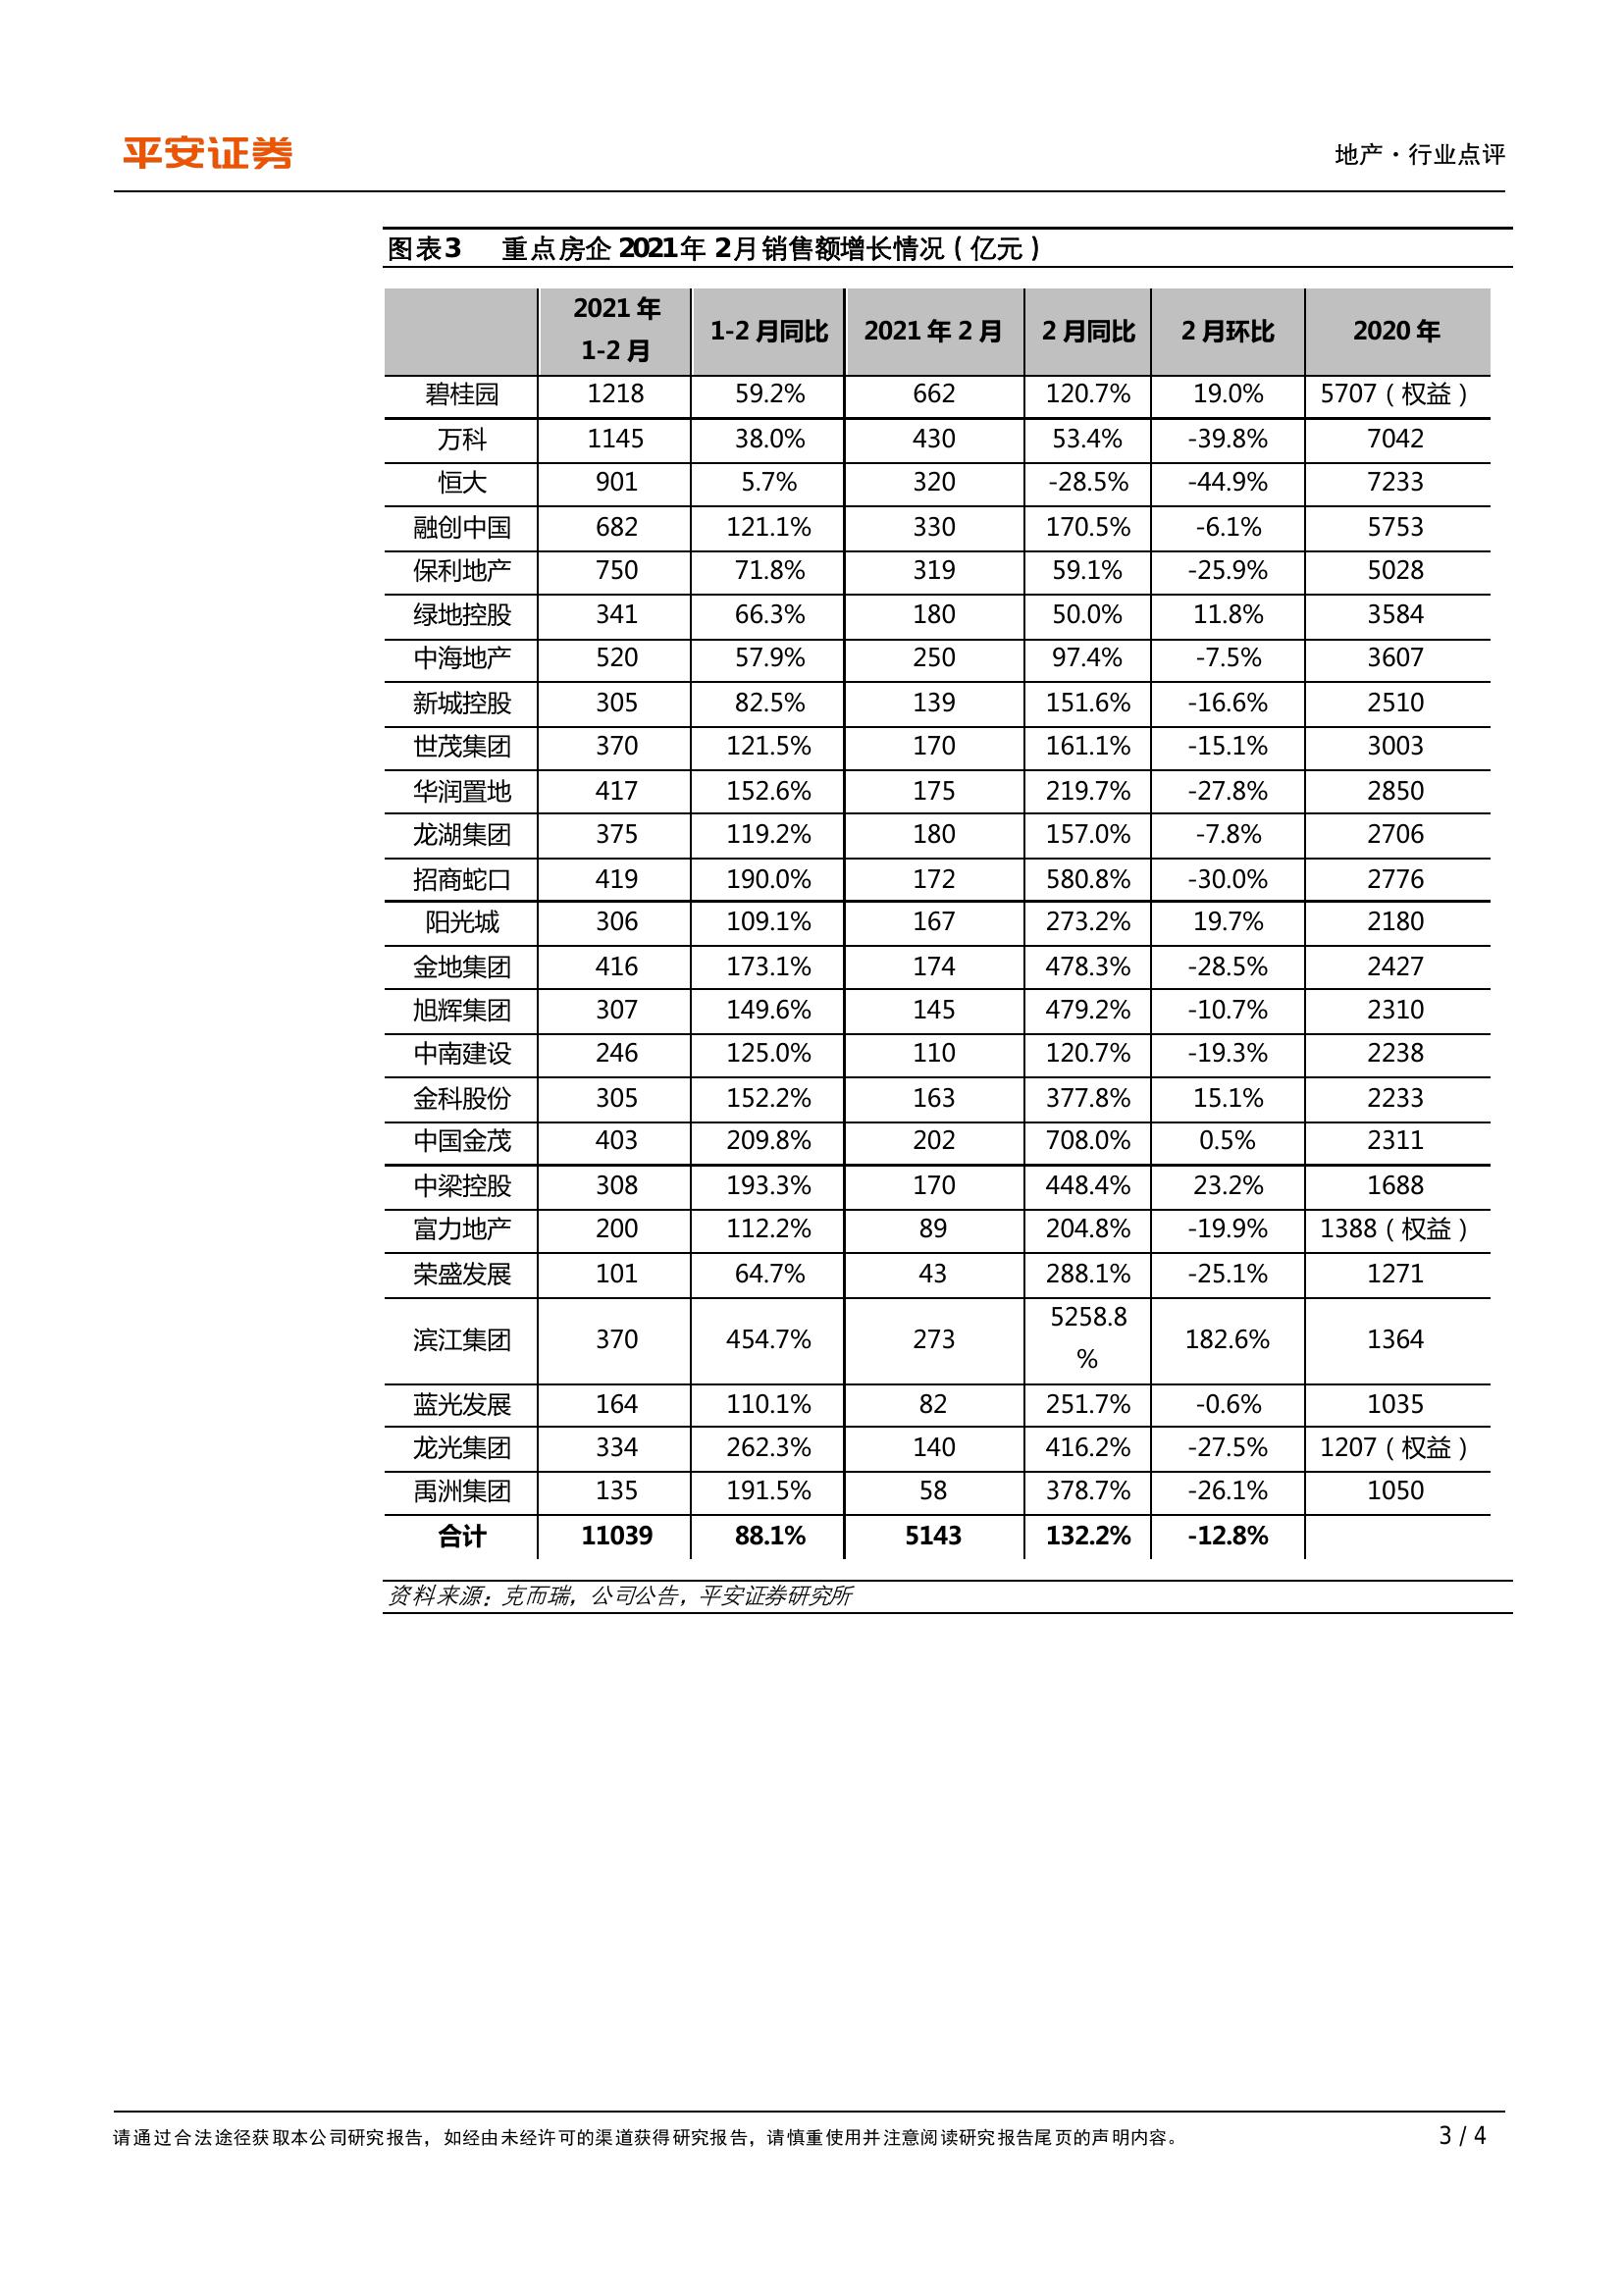 平安证券
地产·行业点评
图表3 重点房企 2021年 2月销售额增长情况（亿元）
2021 年 1-2 月 1-2 月同比 2021 年 2 月 2 月同比 2 月环比 2020 年
碧桂园 1218 59.2% 662 120.7% 19.0% 5707（权益）
万科 1145 38.0% 430 53.4% -39.8% 7042
恒大 901 5.7% 320 -28.5% -44.9% 7233
融创中国 682 121.1% 330 170.5% -6.1% 5753
保利地产 750 71.8% 319 59.1% -25.9% 5028
绿地控股 341 66.3% 180 50.0% 11.8% 3584
中海地产 520 57.9% 250 97.4% -7.5% 3607
新城控股 305 82.5% 139 151.6% -16.6% 2510
世茂集团 370 121.5% 170 161.1% -15.1% 3003
华润置地 417 152.6% 175 219.7% -27.8% 2850
龙湖集团 375 119.2% 180 157.0% -7.8% 2706
招商蛇口 419 190.0% 172 580.8% -30.0% 2776
阳光城 306 109.1% 167 273.2% 19.7% 2180
金地集团 416 173.1% 174 478.3% -28.5% 2427
旭辉集团 307 149.6% 145 479.2% -10.7% 2310
中南建设 246 125.0% 110 120.7% -19.3% 2238
金科股份 305 152.2% 163 377.8% 15.1% 2233
中国金茂 403 209.8% 202 708.0% 0.5% 2311
中梁控股 308 193.3% 170 448.4% 23.2% 1688
富力地产 200 112.2% 89 204.8% -19.9% 1388（权益）
荣盛发展 101 64.7% 43 288.1% -25.1% 1271
滨江集团 370 454.7% 273 5258.8% 182.6% 1364
蓝光发展 164 110.1% 82 251.7% -0.6% 1035
龙光集团 334 262.3% 140 416.2% -27.5% 1207（权益）
禹洲集团 135 191.5% 58 378.7% -26.1% 1050
合计 11039 88.1% 5143 132.2% -12.8%
资料来源：克而瑞，公司公告，平安证券研究所
请通过合法途径获取本公司研究报告，如经由未经许可的渠道获得研究报告，请慎重使用并注意阅读研究报告尾页的声明内容。
3 / 4